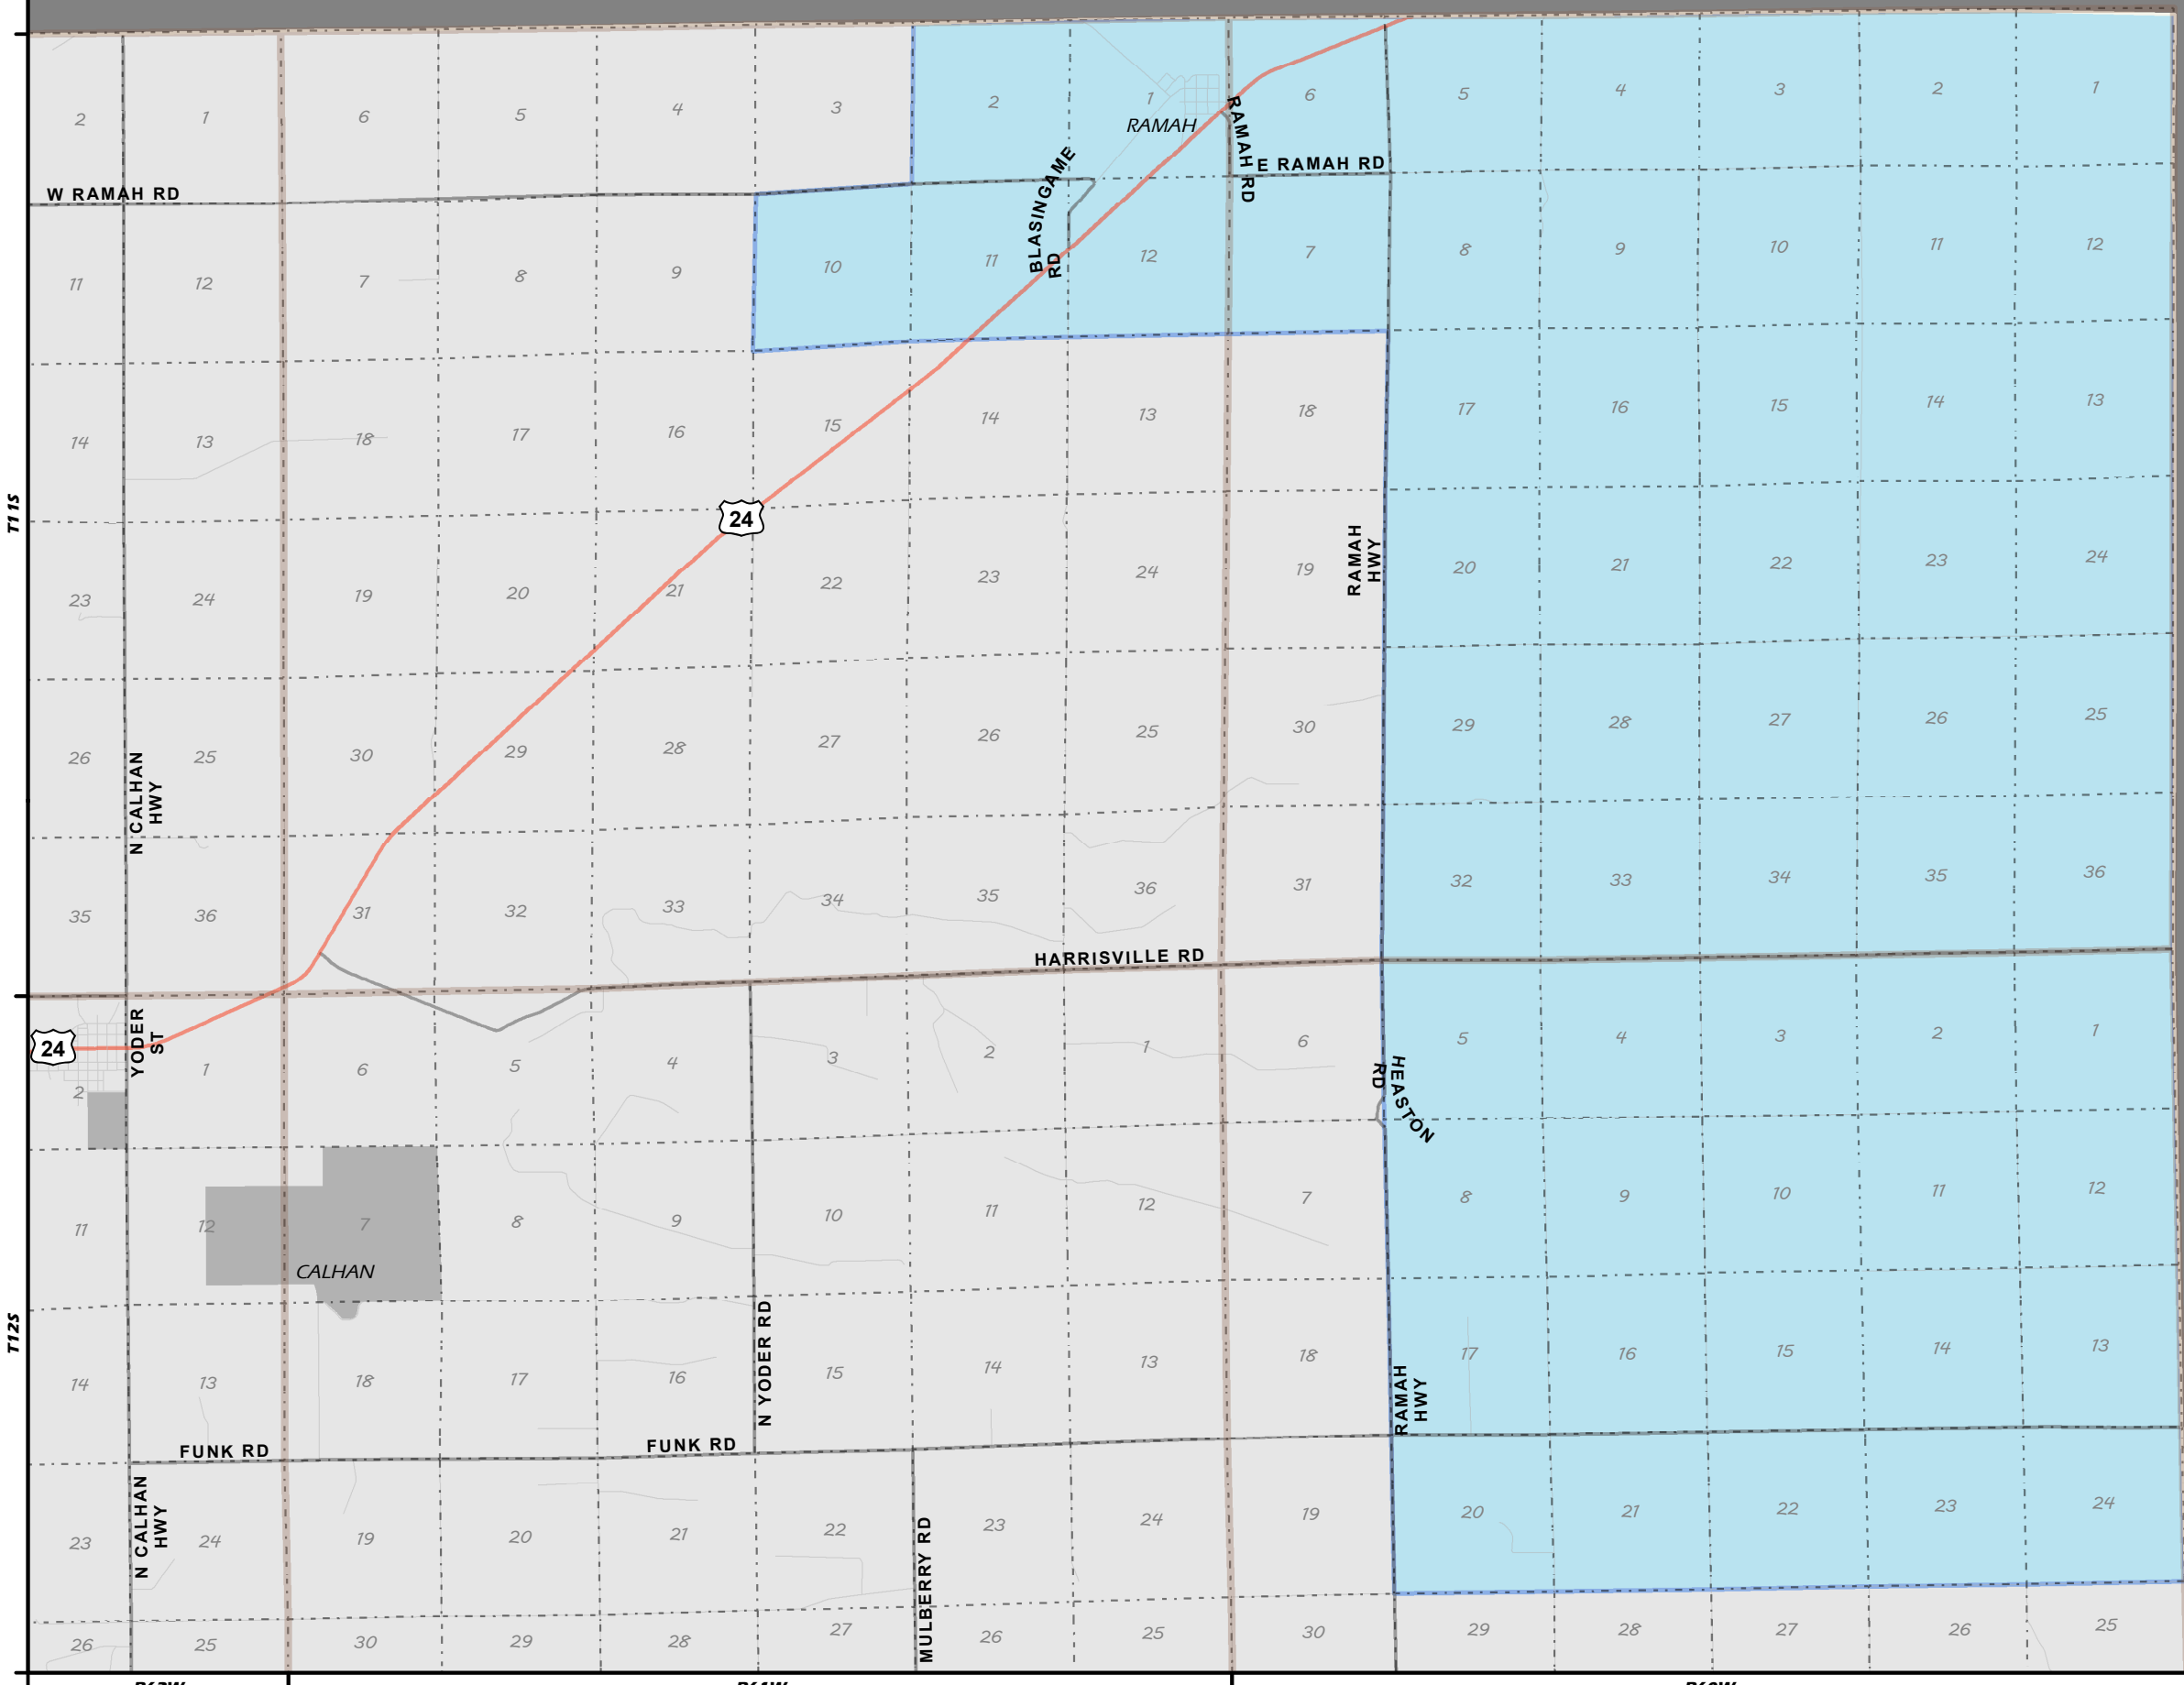 2 1 6 5 4 3 2 1 6 5 4 3 2 1
RAMAH
RAMAH RD
E RAMAH RD
W RAMAH RD
BLASINGAME
RD
11 12 7 8 9 10 11 12 7 8 9 10 11 12
14 13 18 17 16 15 14 13 18 17 16 15 14 13
T11S
24
RAMAH
HWY
23 24 19 20 21 22 23 24 19 20 21 22 23 24
26 25 30 29 28 27 26 25 30 29 28 27 26 25
N CALHAN
HWY
35 36 31 32 33 34 35 36 31 32 33 34 35 36
HARRISVILLE RD
24
YODER
ST
2 1 6 5 4 3 2 1 6 5 4 3 2 1
HEASTON
RD
11 12 7 8 9 10 11 12 7 8 9 10 11 12
CALHAN
T12S
N YODER RD
14 13 18 17 16 15 14 13 18 17 16 15 14 13
RAMAH
HWY
FUNK RD
FUNK RD
N CALHAN
HWY
23 24 19 20 21 22 23 24 19 20 21 22 23 24
MULBERRY RD
26 25 30 29 28 27 26 25 30 29 28 27 26 25